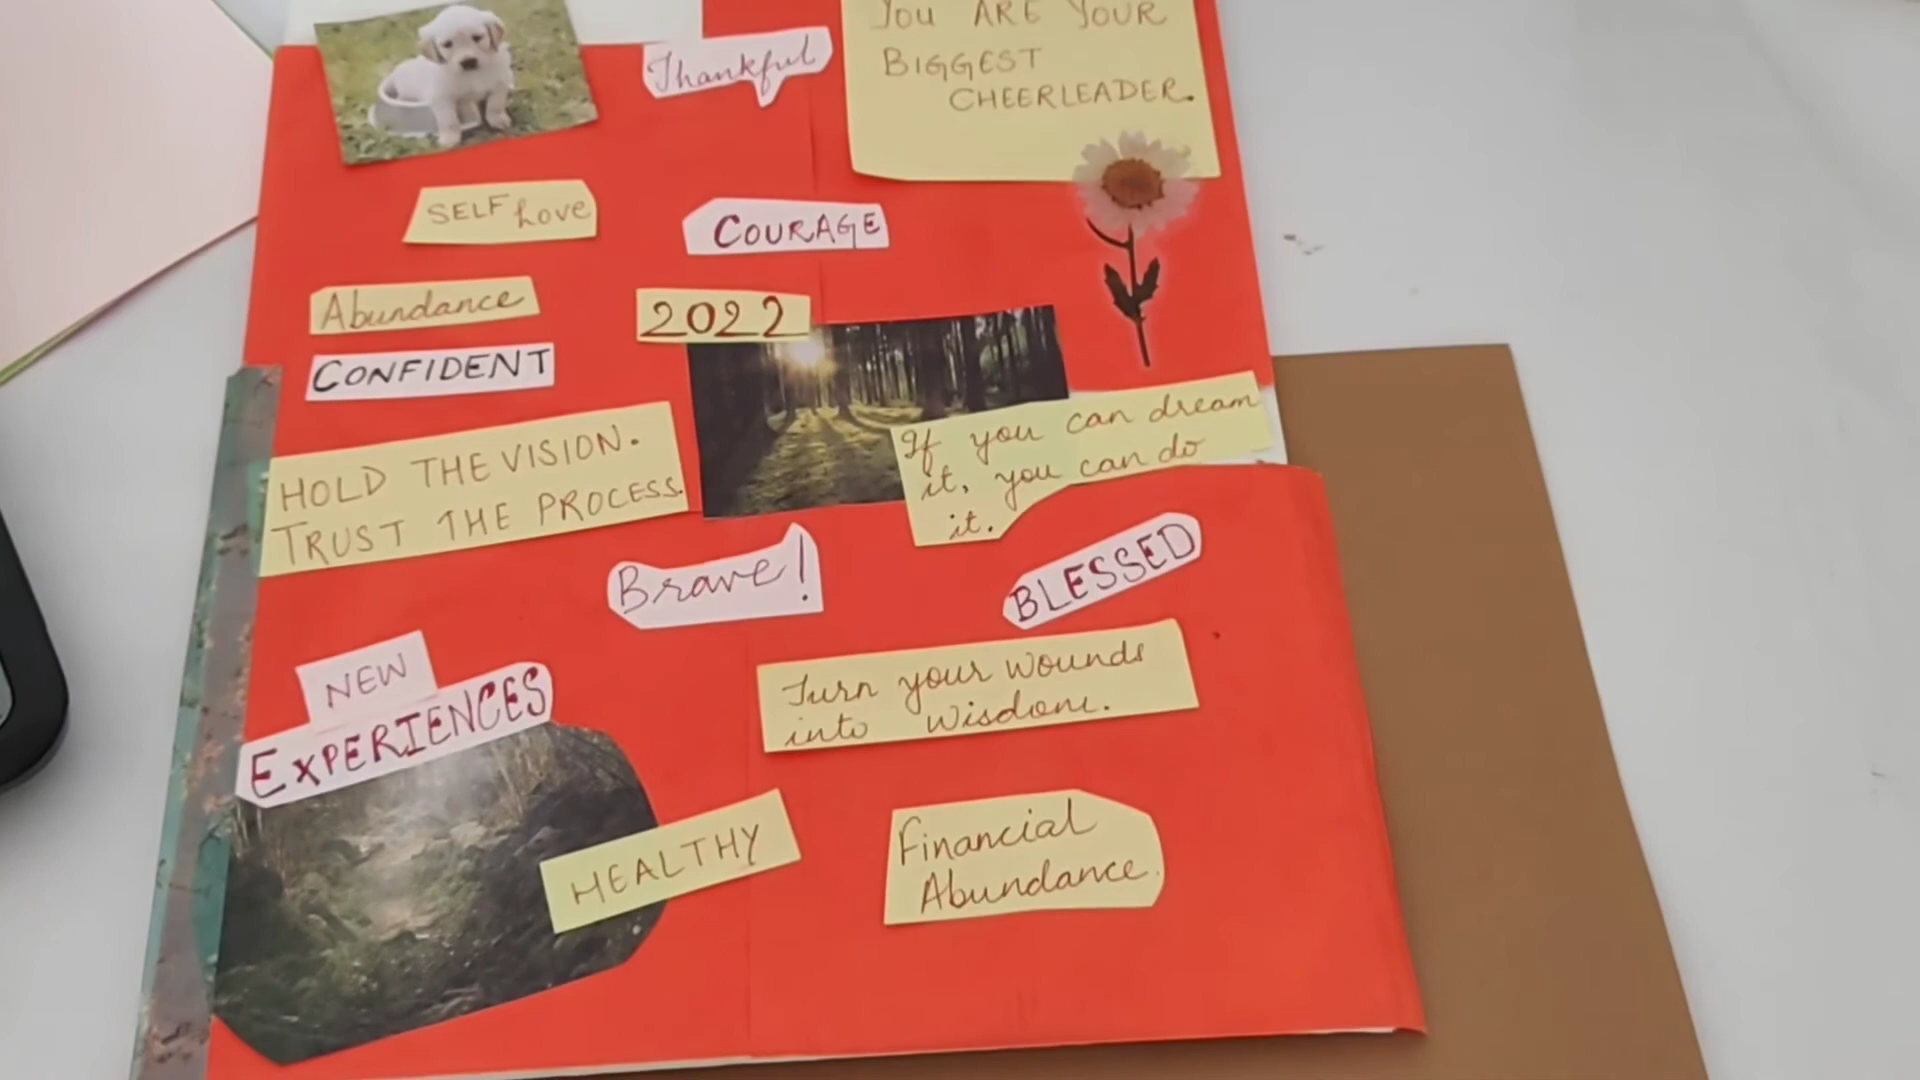 Thankful
YOU ARE YOUR
BIGGEST
CHEERLEADER.
SELF Love
COURAGE
Abundance
2022
CONFIDENT
HOLD THE VISION.
TRUST THE PROCESS.
If you can dream
it, you can do
it.
Brave!
BLESSED
NEW
EXPERIENCES
Turn your wounds
into wisdom.
HEALTHY
Financial
Abundance.